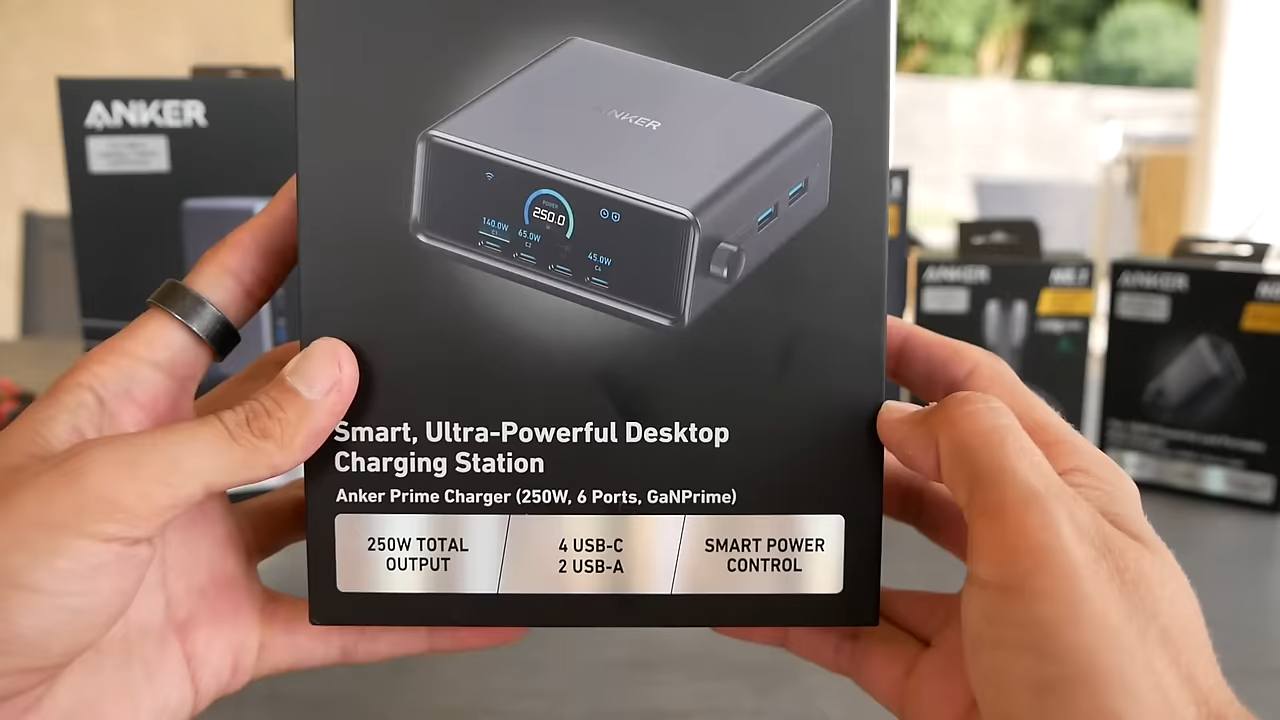 ANKER
ANKER
POWER
250.0
W
140.0W
C1
65.0W
C2
45.0W
C4
Smart, Ultra-Powerful Desktop
Charging Station
Anker Prime Charger (250W, 6 Ports, GaNPrime)
250W TOTAL
OUTPUT
4 USB-C
2 USB-A
SMART POWER
CONTROL
ANKER
ANKER